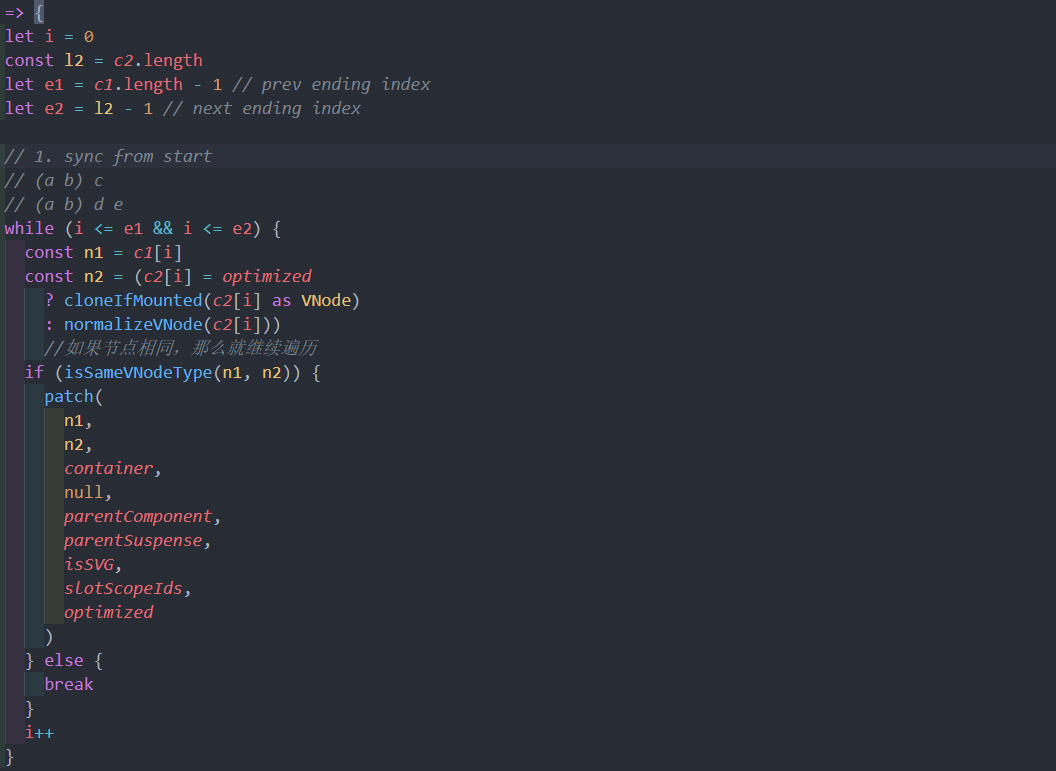 => {
let i = 0
const l2 = c2.length
let e1 = c1.length - 1 // prev ending index
let e2 = l2 - 1 // next ending index
// 1. sync from start
// (a b) c
// (a b) d e
while (i <= e1 && i <= e2) {
const n1 = c1[i]
const n2 = (c2[i] = optimized
? cloneIfMounted(c2[i] as VNode)
: normalizeVNode(c2[i]))
//如果节点相同，那么就继续遍历
if (isSameVNodeType(n1, n2)) {
patch(
n1,
n2,
container,
null,
parentComponent,
parentSuspense,
isSVG,
slotScopeIds,
optimized
)
} else {
break
}
i++
}